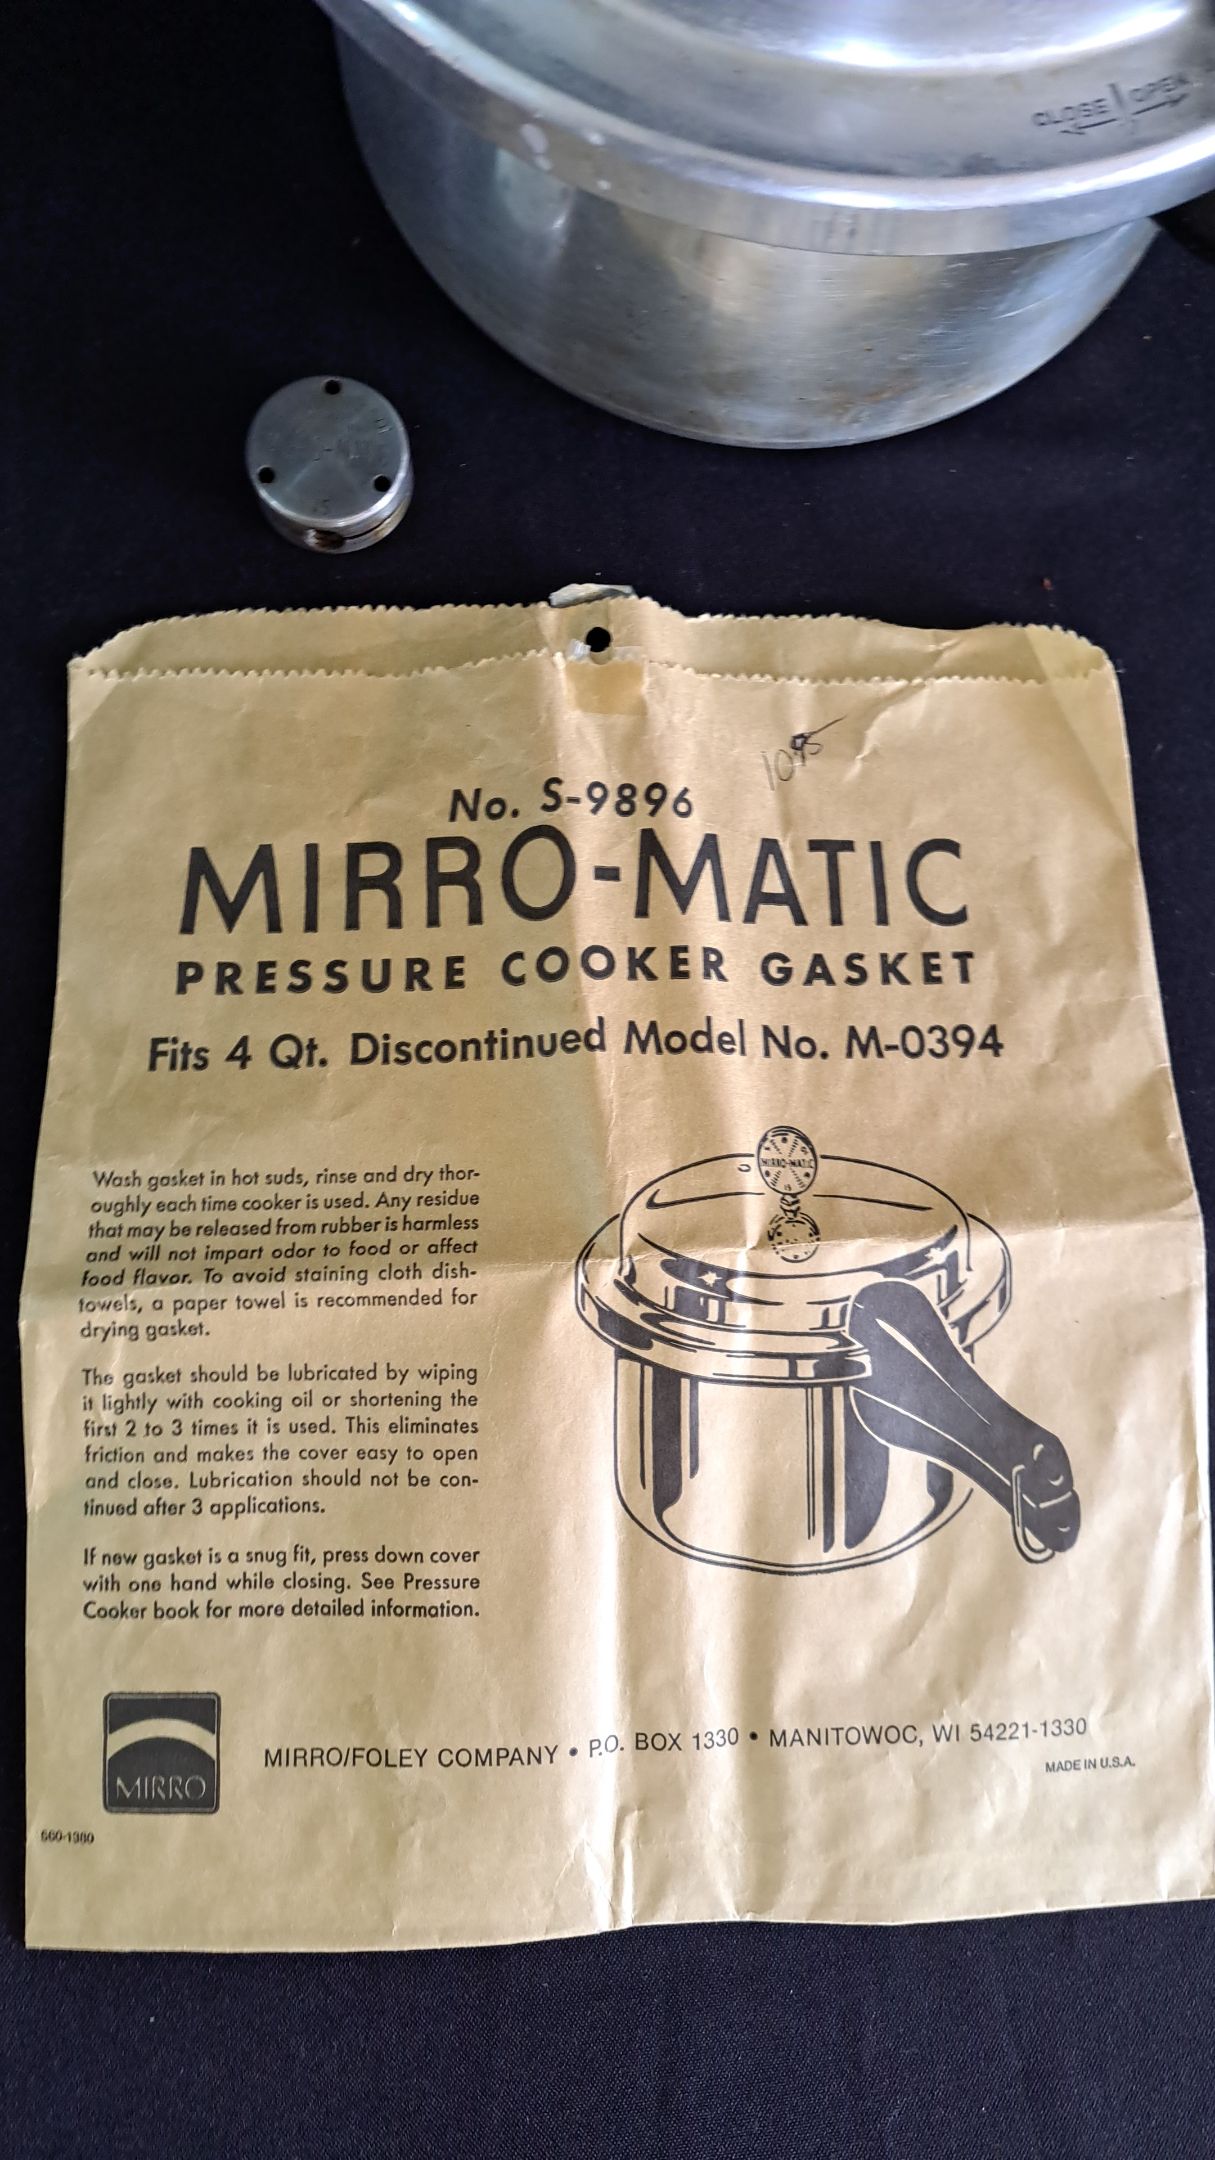 CLOSE OPEN
5
1095
No. S-9896
MIRRO-MATIC
PRESSURE COOKER GASKET
Fits 4 Qt. Discontinued Model No. M-0394
Wash gasket in hot suds, rinse and dry thor-
oughly each time cooker is used. Any residue
that may be released from rubber is harmless
and will not impart odor to food or affect
food flavor. To avoid staining cloth dish-
towels, a paper towel is recommended for
drying gasket.
The gasket should be lubricated by wiping
it lightly with cooking oil or shortening the
first 2 to 3 times it is used. This eliminates
friction and makes the cover easy to open
and close. Lubrication should not be con-
tinued after 3 applications.
If new gasket is a snug fit, press down cover
with one hand while closing. See Pressure
Cooker book for more detailed information.
MIRRO-MATIC
15
MIRRO
MIRRO/FOLEY COMPANY • P.O. BOX 1330 • MANITOWOC, WI 54221-1330
MADE IN U.S.A.
660-1380